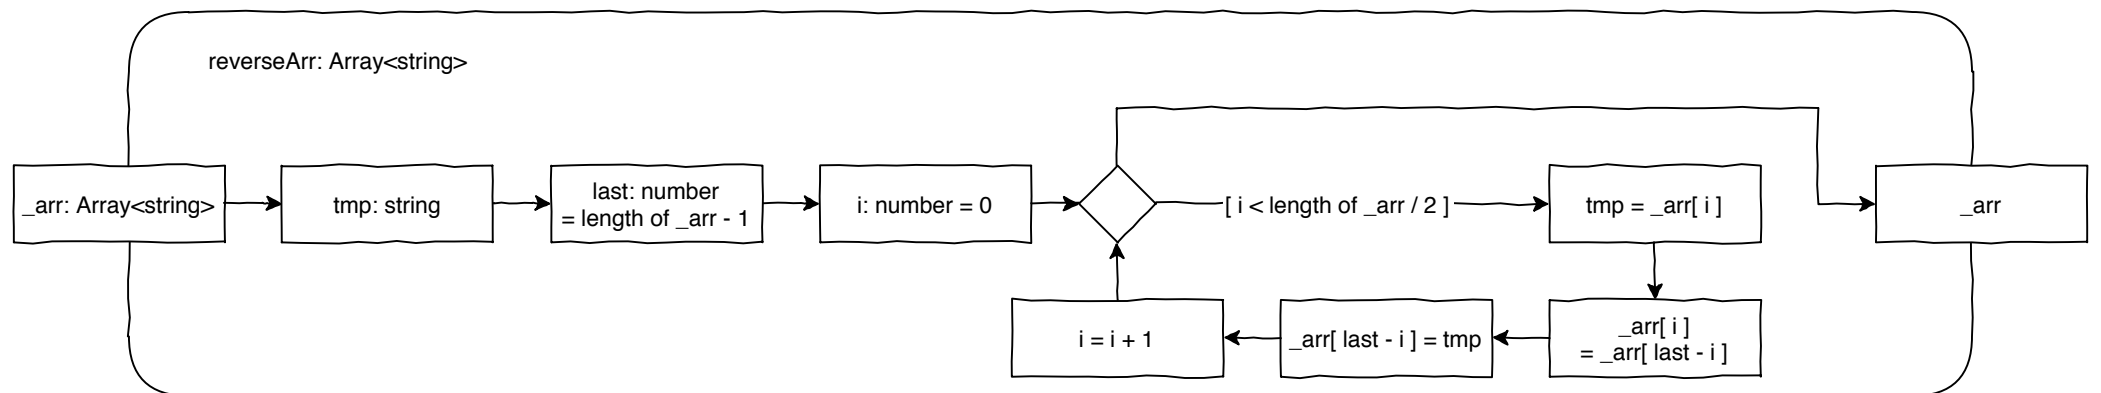 reverseArr: Array<string>
_arr: Array<string>
tmp: string
last: number
= length of _arr - 1
i: number = 0
[ i < length of _arr / 2 ]
tmp = _arr[ i ]
_arr
_arr[ i ]
= _arr[ last - i ]
_arr[ last - i ] = tmp
i = i + 1